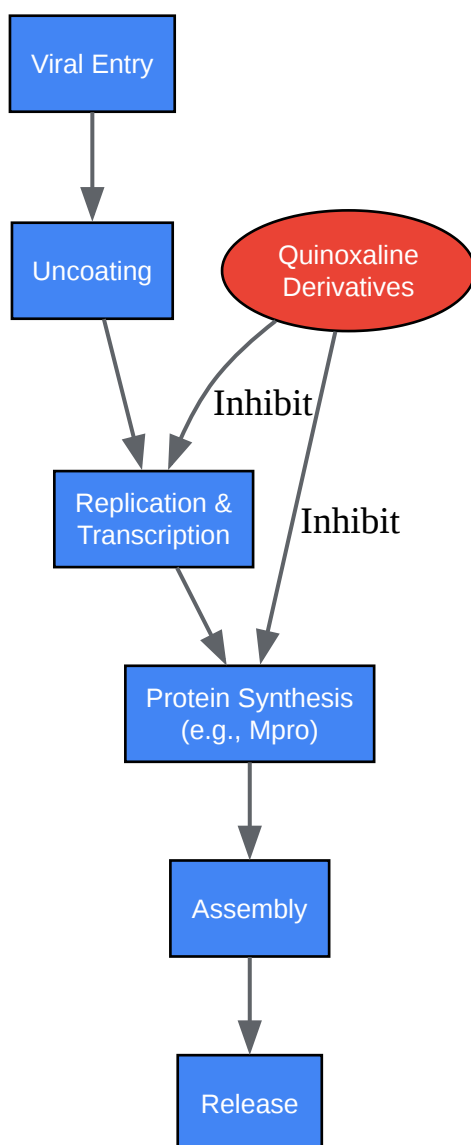 Viral Entry
Uncoating
Quinoxaline
Derivatives
Inhibit
Replication &
Transcription
Inhibit
Protein Synthesis
(e.g., Mpro)
Assembly
Release